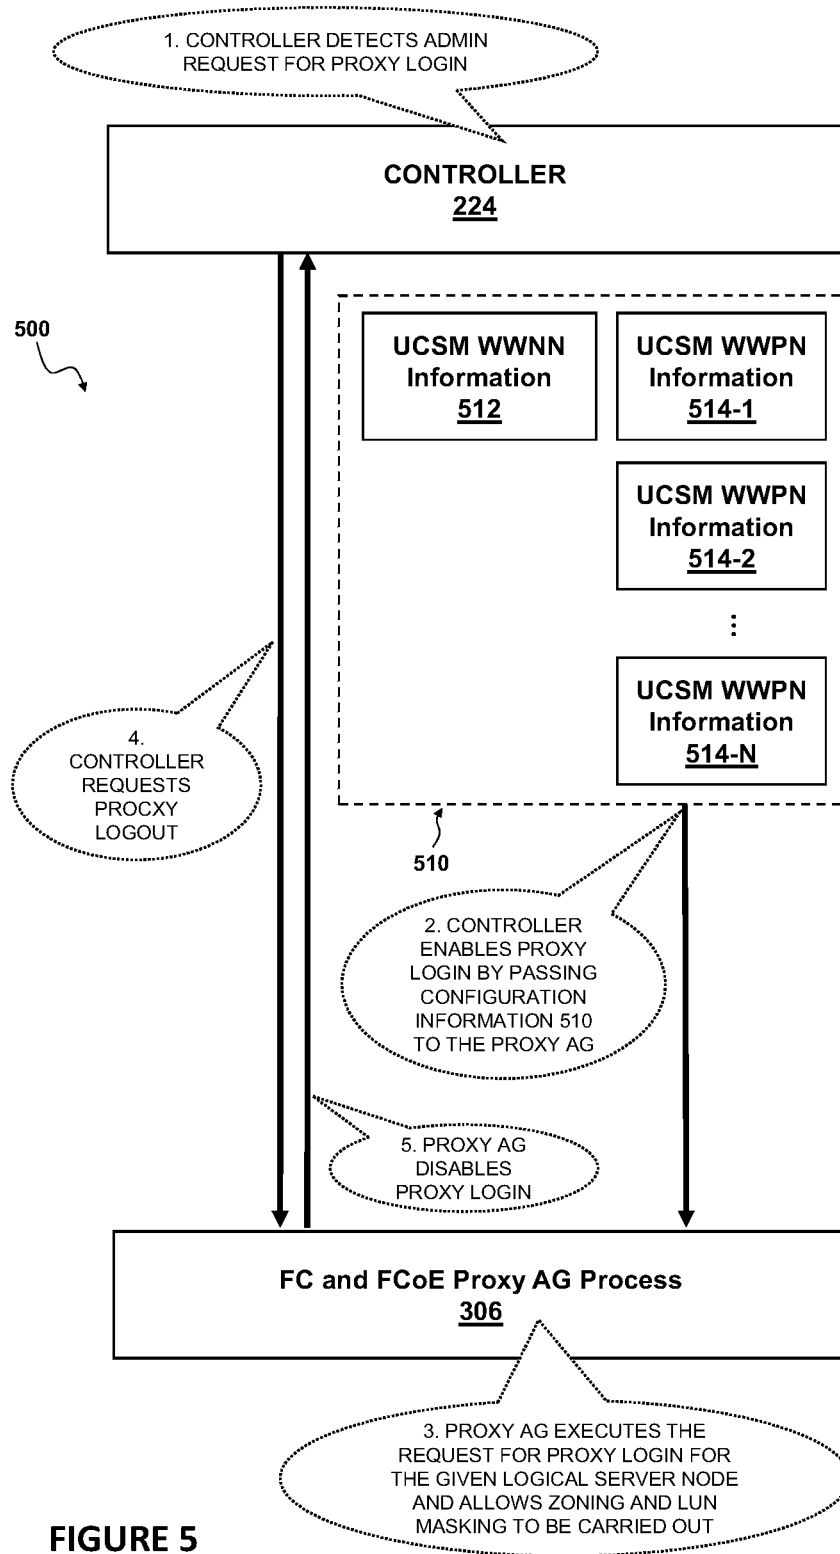 1. CONTROLLER DETECTS ADMIN
REQUEST FOR PROXY LOGIN
CONTROLLER
224
500
UCSM WWNN
Information
512
UCSM WWPN
Information
514-1
UCSM WWPN
Information
514-2
⋮
UCSM WWPN
Information
514-N
4.
CONTROLLER
REQUESTS
PROCXY
LOGOUT
510
2. CONTROLLER
ENABLES PROXY
LOGIN BY PASSING
CONFIGURATION
INFORMATION 510
TO THE PROXY AG
5. PROXY AG
DISABLES
PROXY LOGIN
FC and FCoE Proxy AG Process
306
3. PROXY AG EXECUTES THE
REQUEST FOR PROXY LOGIN FOR
THE GIVEN LOGICAL SERVER NODE
AND ALLOWS ZONING AND LUN
MASKING TO BE CARRIED OUT
FIGURE 5